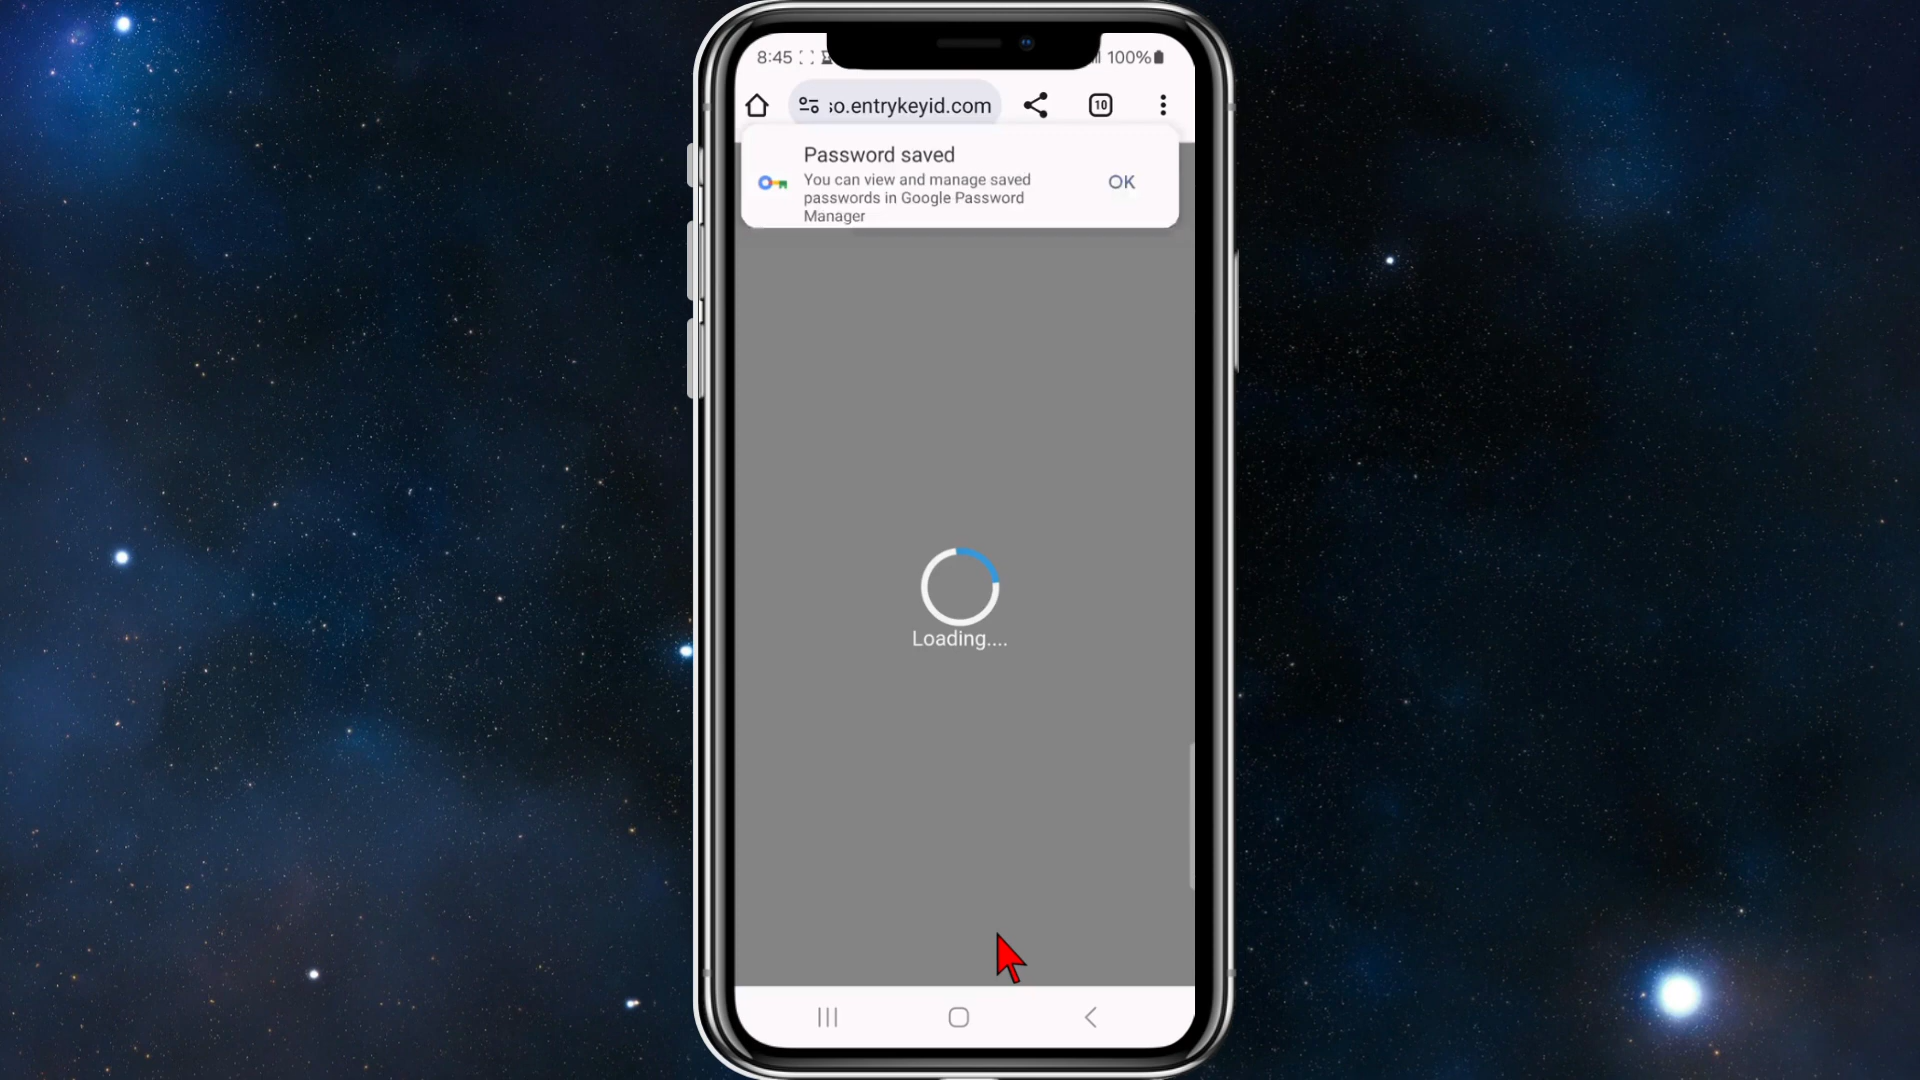 8:45
100%
so.entrykeyid.com
10
Password saved
You can view and manage saved
passwords in Google Password
Manager
OK
Loading....